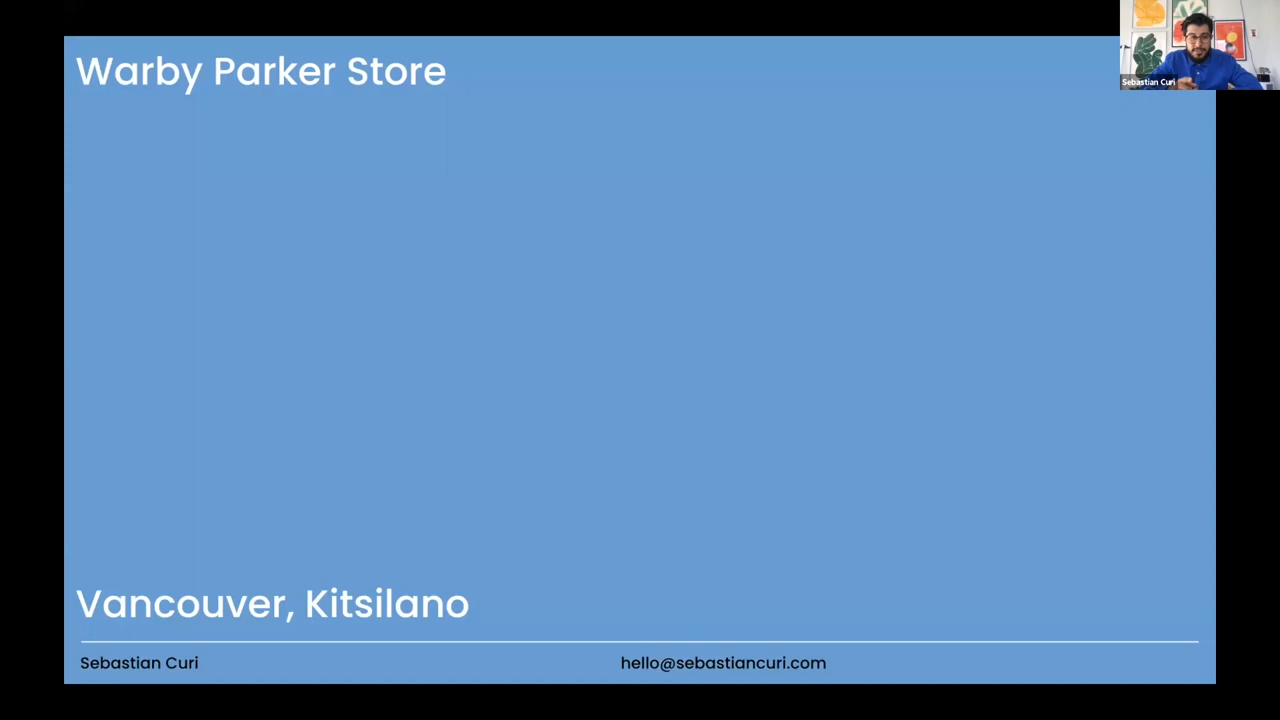 Warby Parker Store
Sebastian Curi
Vancouver, Kitsilano
Sebastian Curi
hello@sebastiancuri.com